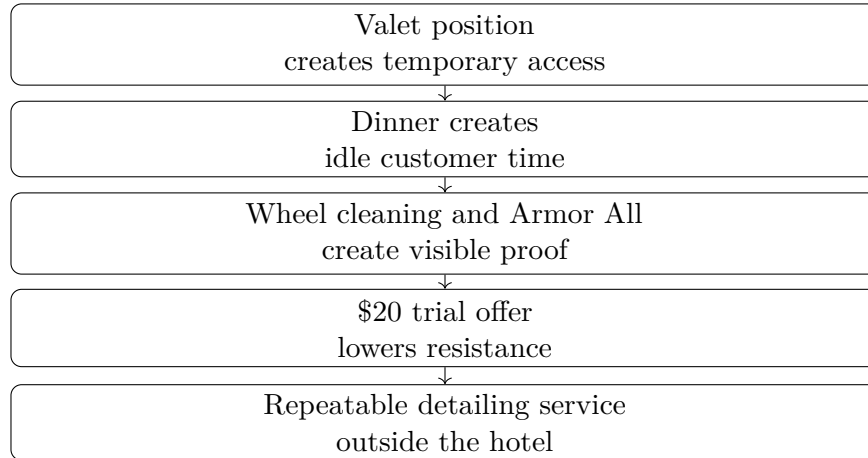 Valet position
creates temporary access
Dinner creates
idle customer time
Wheel cleaning and Armor All
create visible proof
$20 trial offer
lowers resistance
Repeatable detailing service
outside the hotel